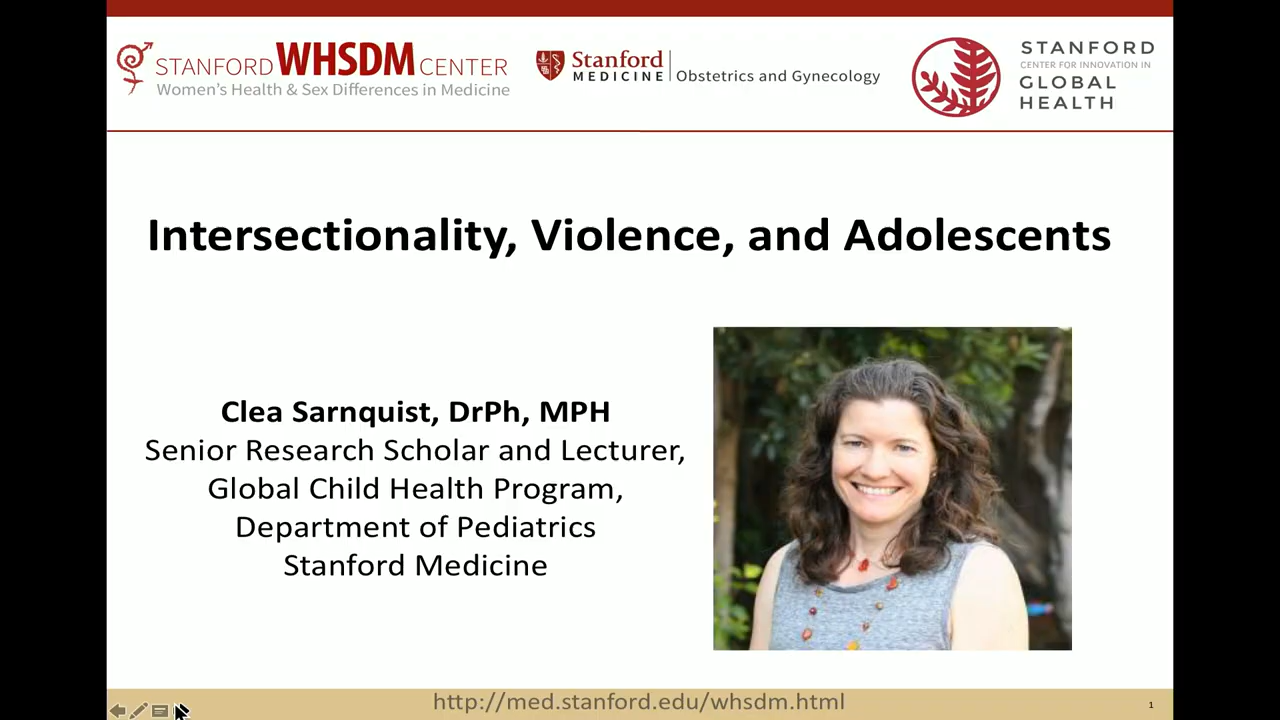 STANFORD WHSDM CENTER
Women's Health & Sex Differences in Medicine
Stanford
MEDICINE
Obstetrics and Gynecology
STANFORD
CENTER FOR INNOVATION IN
GLOBAL
HEALTH
Intersectionality, Violence, and Adolescents
Clea Sarnquist, DrPh, MPH
Senior Research Scholar and Lecturer,
Global Child Health Program,
Department of Pediatrics
Stanford Medicine
http://med.stanford.edu/whsdm.html
1